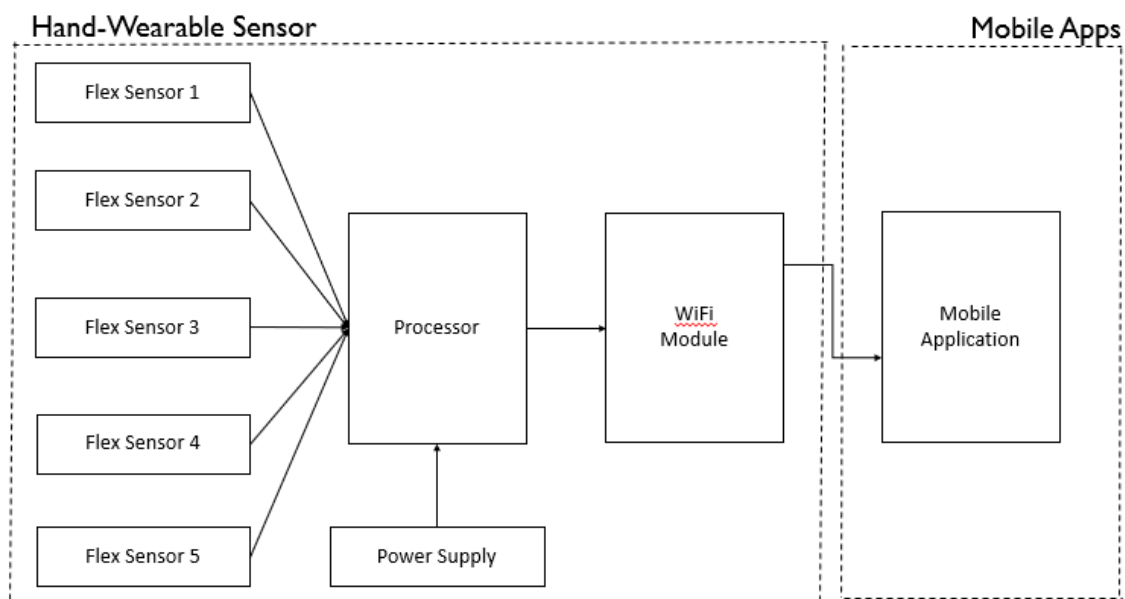 Hand-Wearable Sensor
Mobile Apps
Flex Sensor 1
Flex Sensor 2
Flex Sensor 3
Flex Sensor 4
Flex Sensor 5
Processor
Power Supply
WiFi
Module
Mobile
Application